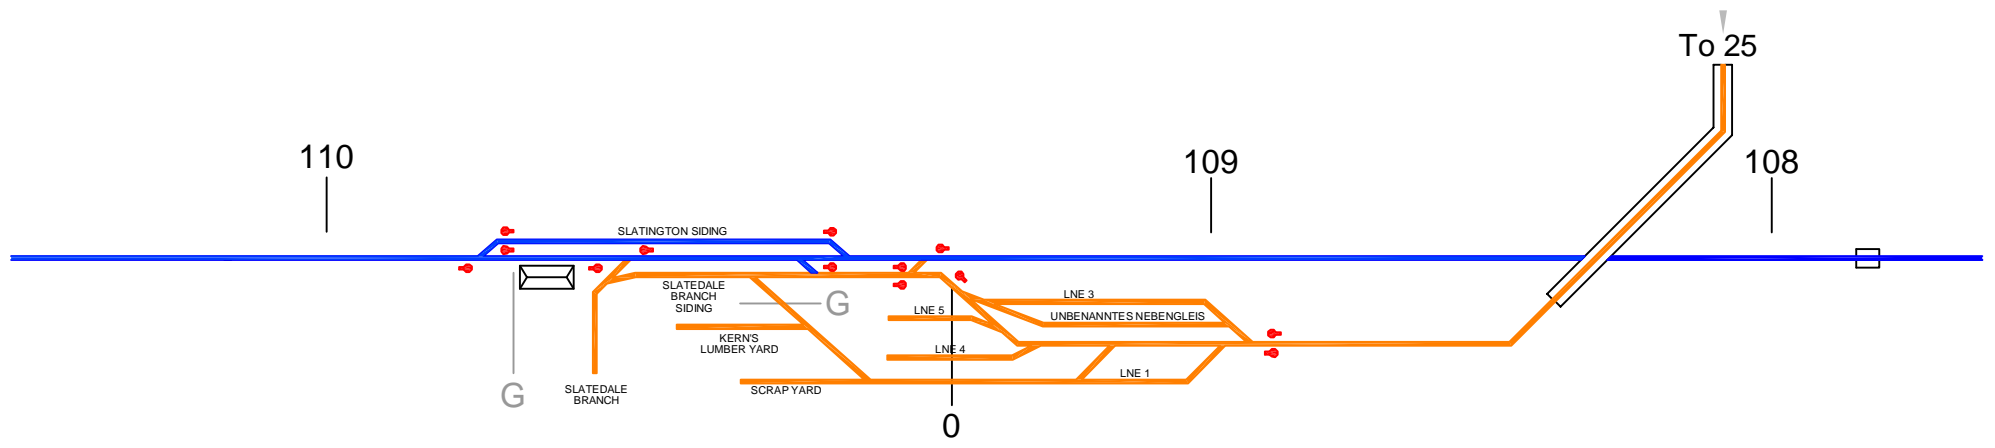 To 25
110
109
108
SLATINGTON SIDING
SLATEDALE
BRANCH
SIDING
G
LNE 3
LNE 5
UNBENANNTES NEBENGLEIS
KERN'S
LUMBER YARD
LNE 4
LNE 1
SLATEDALE
BRANCH
SCRAP YARD
G
0